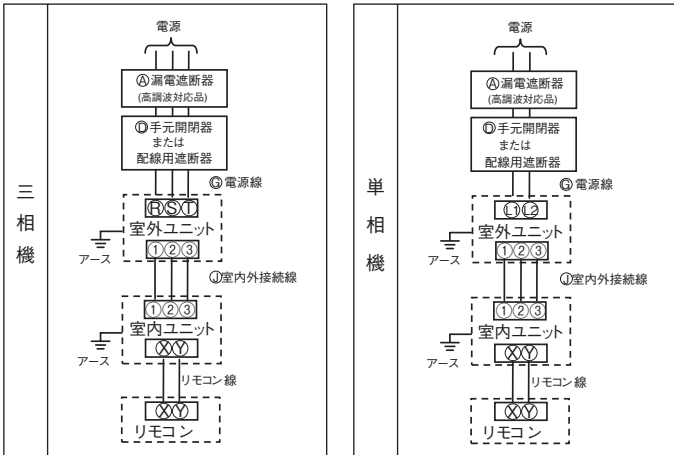 三相機
電源
Ⓐ漏電遮断器
(高調波対応品)
Ⓓ手元開閉器
または
配線用遮断器
Ⓖ電源線
ⓇⓈⓉ
室外ユニット
アース
①②③
Ⓙ室内外接続線
①②③
室内ユニット
アース
ⓍⓎ
リモコン線
ⓍⓎ
リモコン
単相機
電源
Ⓐ漏電遮断器
(高調波対応品)
Ⓓ手元開閉器
または
配線用遮断器
Ⓖ電源線
L1 L2
室外ユニット
アース
①②③
Ⓙ室内外接続線
①②③
室内ユニット
アース
ⓍⓎ
リモコン線
ⓍⓎ
リモコン